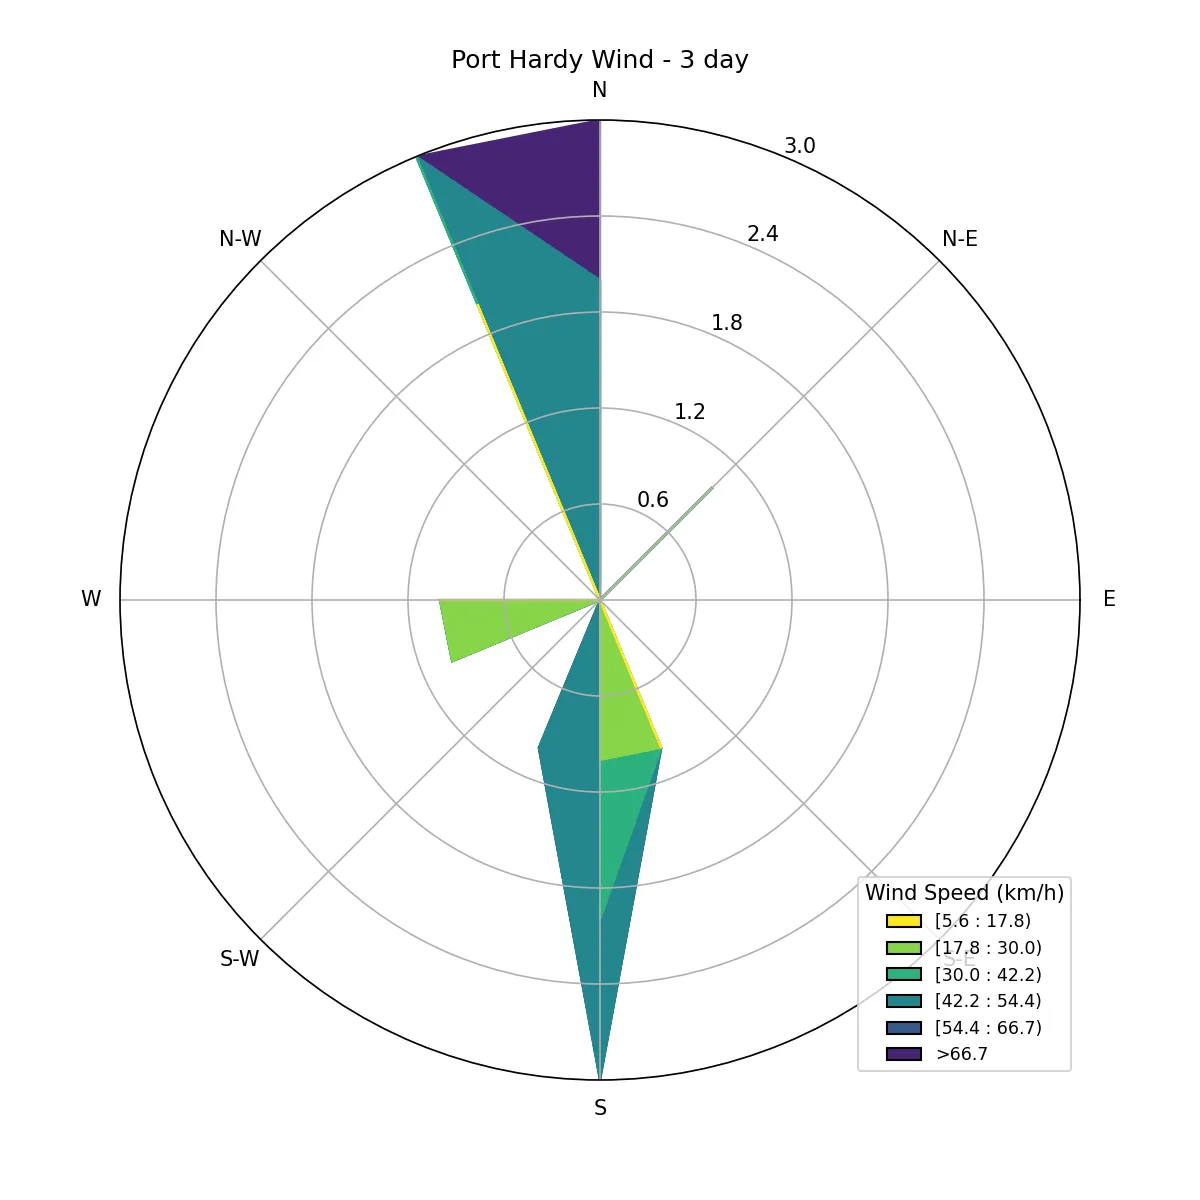 Port Hardy Wind - 3 day
N
3.0
N-W
2.4
N-E
1.8
1.2
0.6
W
E
Wind Speed (km/h)
[5.6 : 17.8)
[17.8 : 30.0)
S-W
S-E
[30.0 : 42.2)
[42.2 : 54.4)
[54.4 : 66.7)
>66.7
S